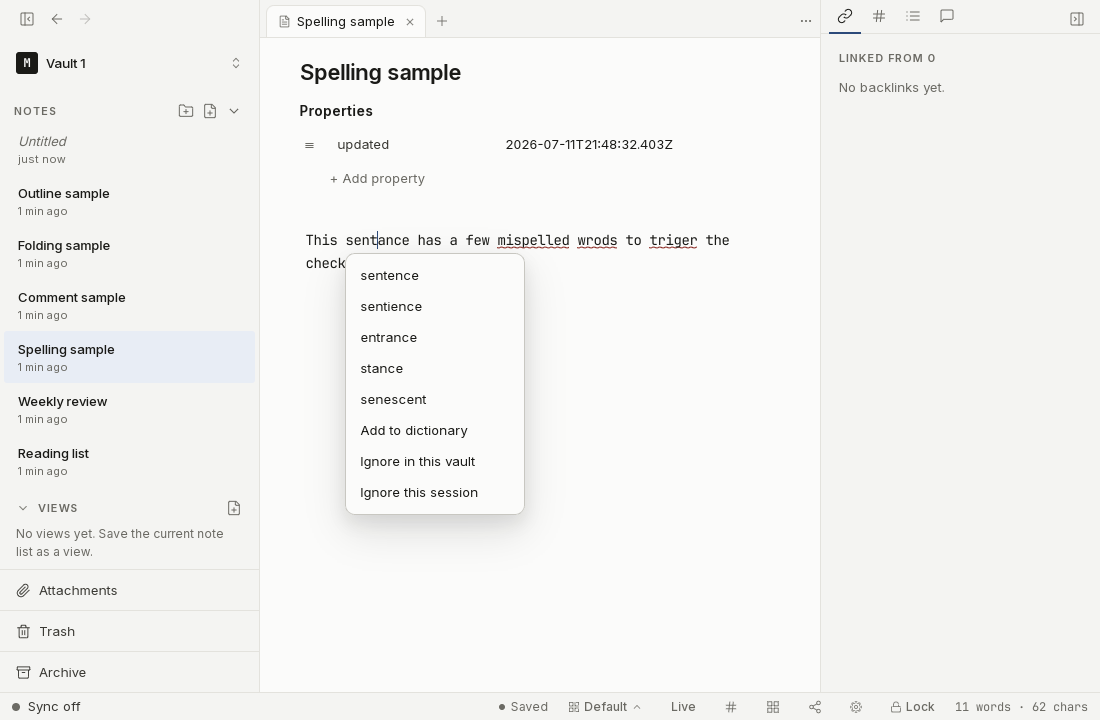 Vault 1
M
NOTES
Untitled
just now
Outline sample
1 min ago
Folding sample
1 min ago
Comment sample
1 min ago
Spelling sample
1 min ago
Weekly review
1 min ago
Reading list
1 min ago
VIEWS
No views yet. Save the current note
list as a view.
Attachments
Trash
Archive
Sync off
Spelling sample
Spelling sample
Properties
updated 2026-07-11T21:48:32.403Z
+ Add property
This sentance has a few mispelled wrods to triger the
check
sentence
sentience
entrance
stance
senescent
Add to dictionary
Ignore in this vault
Ignore this session
LINKED FROM 0
No backlinks yet.
Saved Default Live Lock 11 words · 62 chars